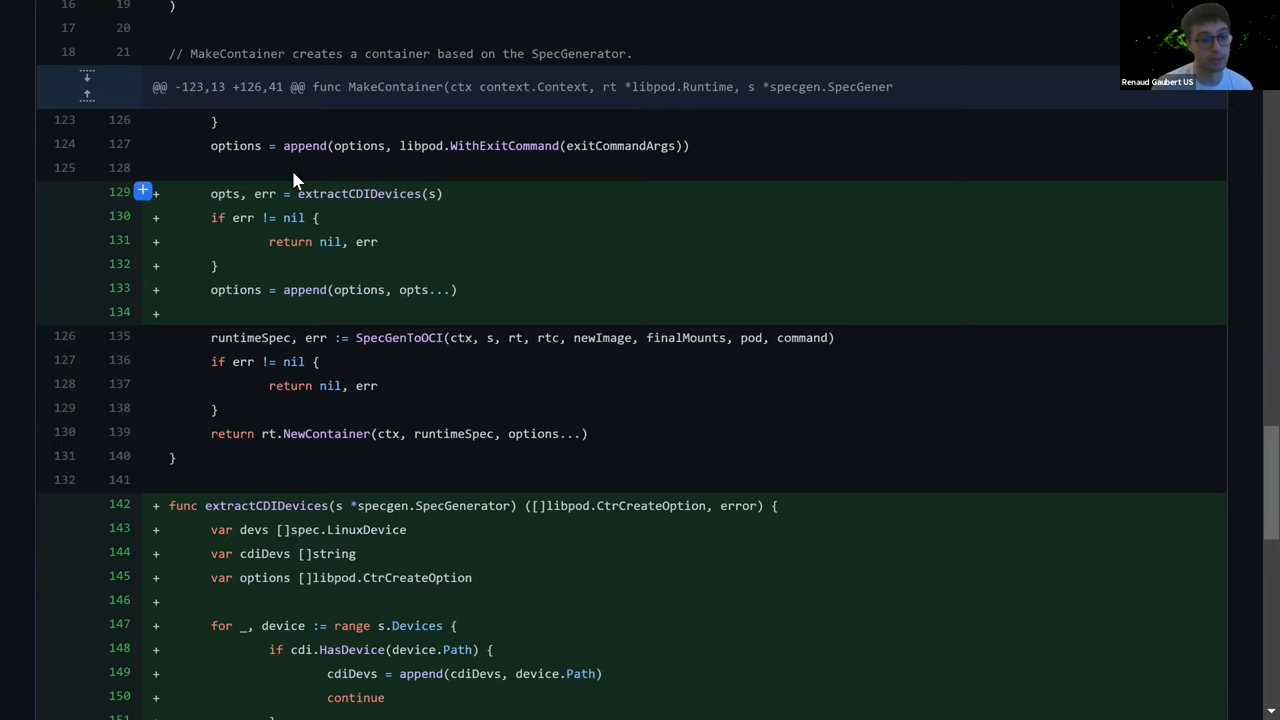 16 19 )
17 20
18 21 // MakeContainer creates a container based on the SpecGenerator.
@@ -123,13 +126,41 @@ func MakeContainer(ctx context.Context, rt *libpod.Runtime, s *specgen.SpecGener
123 126 }
124 127 options = append(options, libpod.WithExitCommand(exitCommandArgs))
125 128
129 + opts, err = extractCDIDevices(s)
130 + if err != nil {
131 + return nil, err
132 + }
133 + options = append(options, opts...)
134 +
126 135 runtimeSpec, err := SpecGenToOCI(ctx, s, rt, rtc, newImage, finalMounts, pod, command)
127 136 if err != nil {
128 137 return nil, err
129 138 }
130 139 return rt.NewContainer(ctx, runtimeSpec, options...)
131 140 }
132 141
142 + func extractCDIDevices(s *specgen.SpecGenerator) ([]libpod.CtrCreateOption, error) {
143 + var devs []spec.LinuxDevice
144 + var cdiDevs []string
145 + var options []libpod.CtrCreateOption
146 +
147 + for _, device := range s.Devices {
148 + if cdi.HasDevice(device.Path) {
149 + cdiDevs = append(cdiDevs, device.Path)
150 + continue
151 + }
Renaud Gaubert US